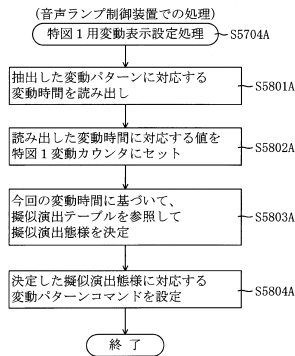 (音声ランプ制御装置での処理)
特図1用変動表示設定処理
S5704A
抽出した変動パターンに対応する
変動時間を読み出し
S5801A
読み出した変動時間に対応する値を
特図1変動カウンタにセット
S5802A
今回の変動時間に基づいて、
擬似演出テーブルを参照して
擬似演出態様を決定
S5803A
決定した擬似演出態様に対応する
変動パターンコマンドを設定
S5804A
終了